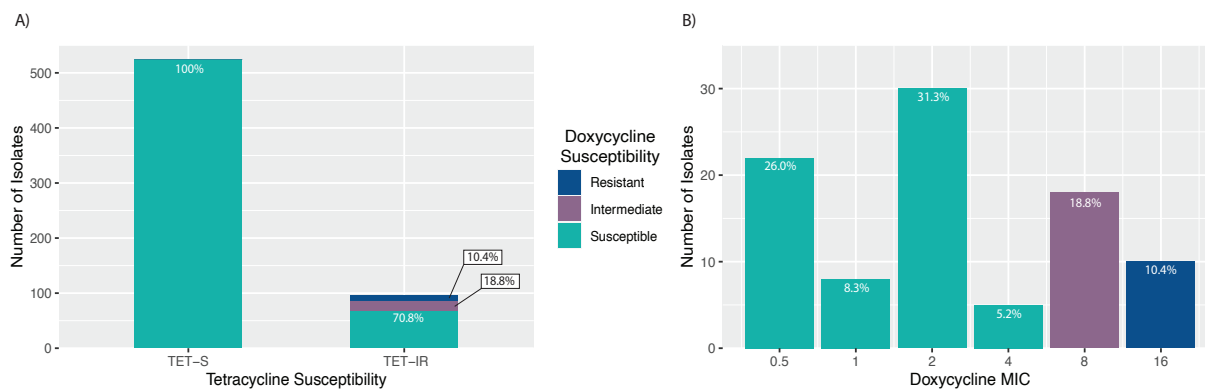 A)
Number of Isolates
500
400
300
200
100
0
100%
10.4%
18.8%
70.8%
TET-S
TET-IR
Tetracycline Susceptibility
Doxycycline
Susceptibility
Resistant
Intermediate
Susceptible
B)
Number of Isolates
30
20
10
0
26.0%
8.3%
31.3%
5.2%
18.8%
10.4%
0.5
1
2
4
8
16
Doxycycline MIC